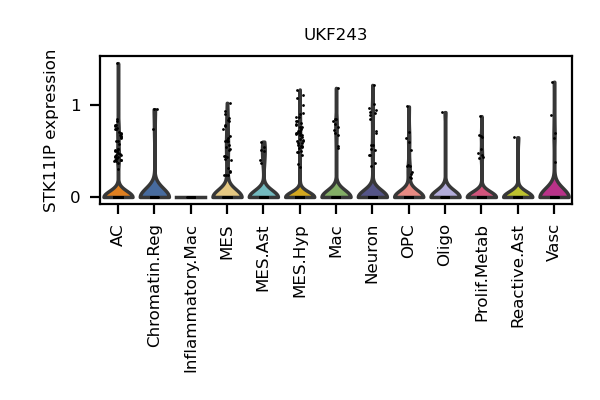 UKF243
STK11IP expression
1
0
AC
Chromatin.Reg
Inflammatory.Mac
MES
MES.Ast
MES.Hyp
Mac
Neuron
OPC
Oligo
Prolif.Metab
Reactive.Ast
Vasc